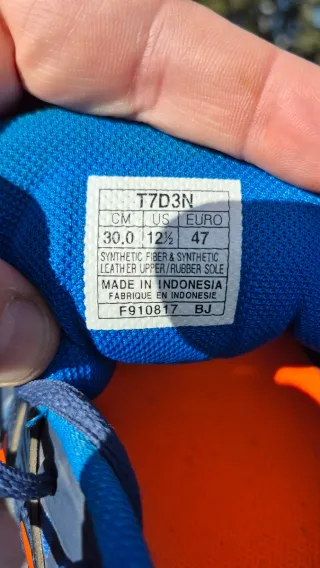 T7D3N
CM US EURO
30.0 12½ 47
SYNTHETIC FIBER & SYNTHETIC
LEATHER UPPER/RUBBER SOLE
MADE IN INDONESIA
FABRIQUE EN INDONESIE
F910817 BJ